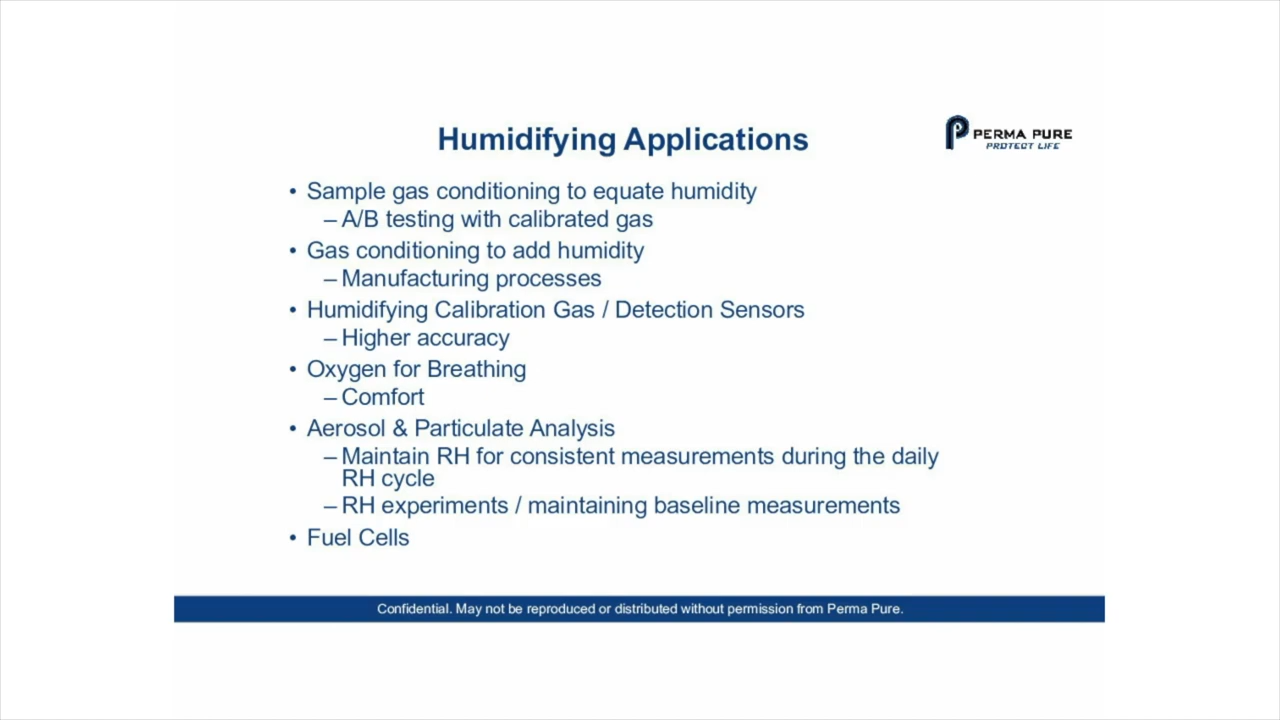 Humidifying Applications
PERMA PURE
PROTECT LIFE
• Sample gas conditioning to equate humidity
– A/B testing with calibrated gas
• Gas conditioning to add humidity
– Manufacturing processes
• Humidifying Calibration Gas / Detection Sensors
– Higher accuracy
• Oxygen for Breathing
– Comfort
• Aerosol & Particulate Analysis
– Maintain RH for consistent measurements during the daily
RH cycle
– RH experiments / maintaining baseline measurements
• Fuel Cells
Confidential. May not be reproduced or distributed without permission from Perma Pure.